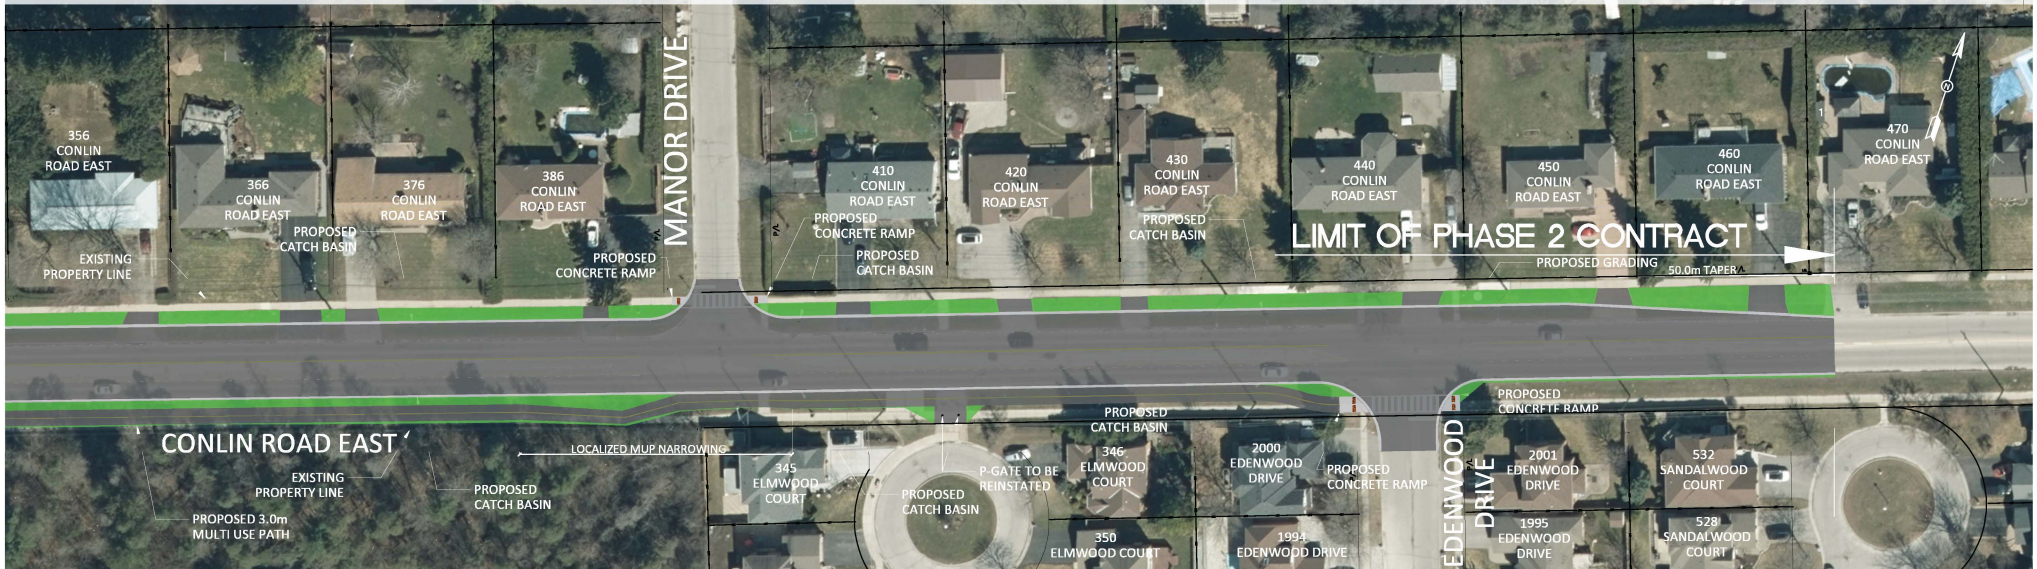 356
CONLIN
ROAD EAST
366
CONLIN
ROAD EAST
376
CONLIN
ROAD EAST
386
CONLIN
ROAD EAST
MANOR DRIVE
410
CONLIN
ROAD EAST
420
CONLIN
ROAD EAST
430
CONLIN
ROAD EAST
440
CONLIN
ROAD EAST
450
CONLIN
ROAD EAST
460
CONLIN
ROAD EAST
470
CONLIN
ROAD EAST
N
1
EXISTING
PROPERTY LINE
PROPOSED
CATCH BASIN
PROPOSED
CONCRETE RAMP
P/L
P/L
PROPOSED
CONCRETE RAMP
PROPOSED
CATCH BASIN
PROPOSED
CATCH BASIN
LIMIT OF PHASE 2 CONTRACT
PROPOSED GRADING
50.0m TAPER
CONLIN ROAD EAST
EXISTING
PROPERTY LINE
PROPOSED 3.0m
MULTI USE PATH
PROPOSED
CATCH BASIN
LOCALIZED MUP NARROWING
345
ELMWOOD
COURT
PROPOSED
CATCH BASIN
P-GATE TO BE
REINSTATED
PROPOSED
CATCH BASIN
346
ELMWOOD
COURT
350
ELMWOOD COURT
2000
EDENWOOD
DRIVE
1994
EDENWOOD DRIVE
PROPOSED
CONCRETE RAMP
EDENWOOD
DRIVE
PROPOSED
CONCRETE RAMP
2001
EDENWOOD
DRIVE
1995
EDENWOOD
DRIVE
532
SANDALWOOD
COURT
528
SANDALWOOD
COURT